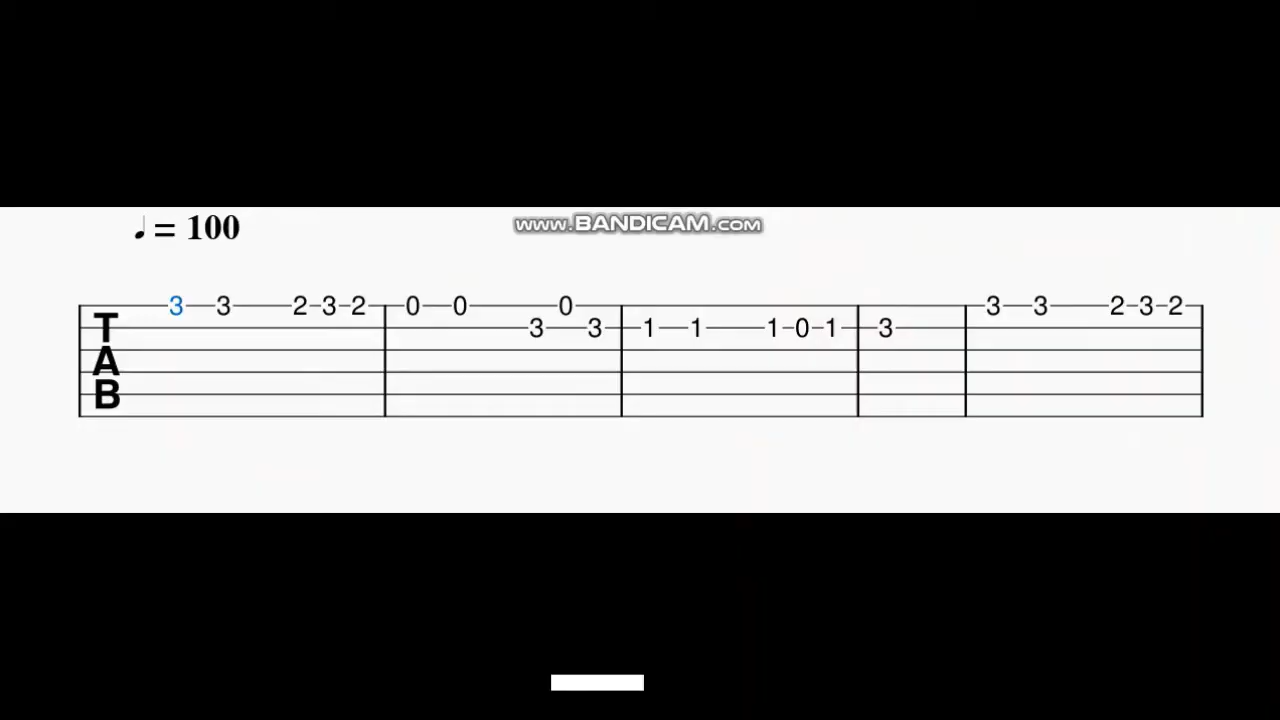 ♩ = 100
www.BANDICAM.com
3 3 2 3 2 0 0 0 3 3 2 3 2
T 3 3 1 1 1 0 1 3
A
B